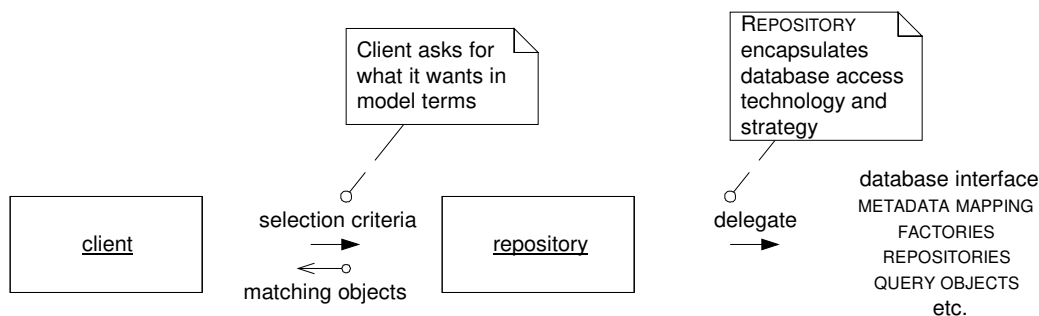 Client asks for
what it wants in
model terms
REPOSITORY
encapsulates
database access
technology and
strategy
client
selection criteria
matching objects
repository
delegate
database interface
METADATA MAPPING
FACTORIES
REPOSITORIES
QUERY OBJECTS
etc.